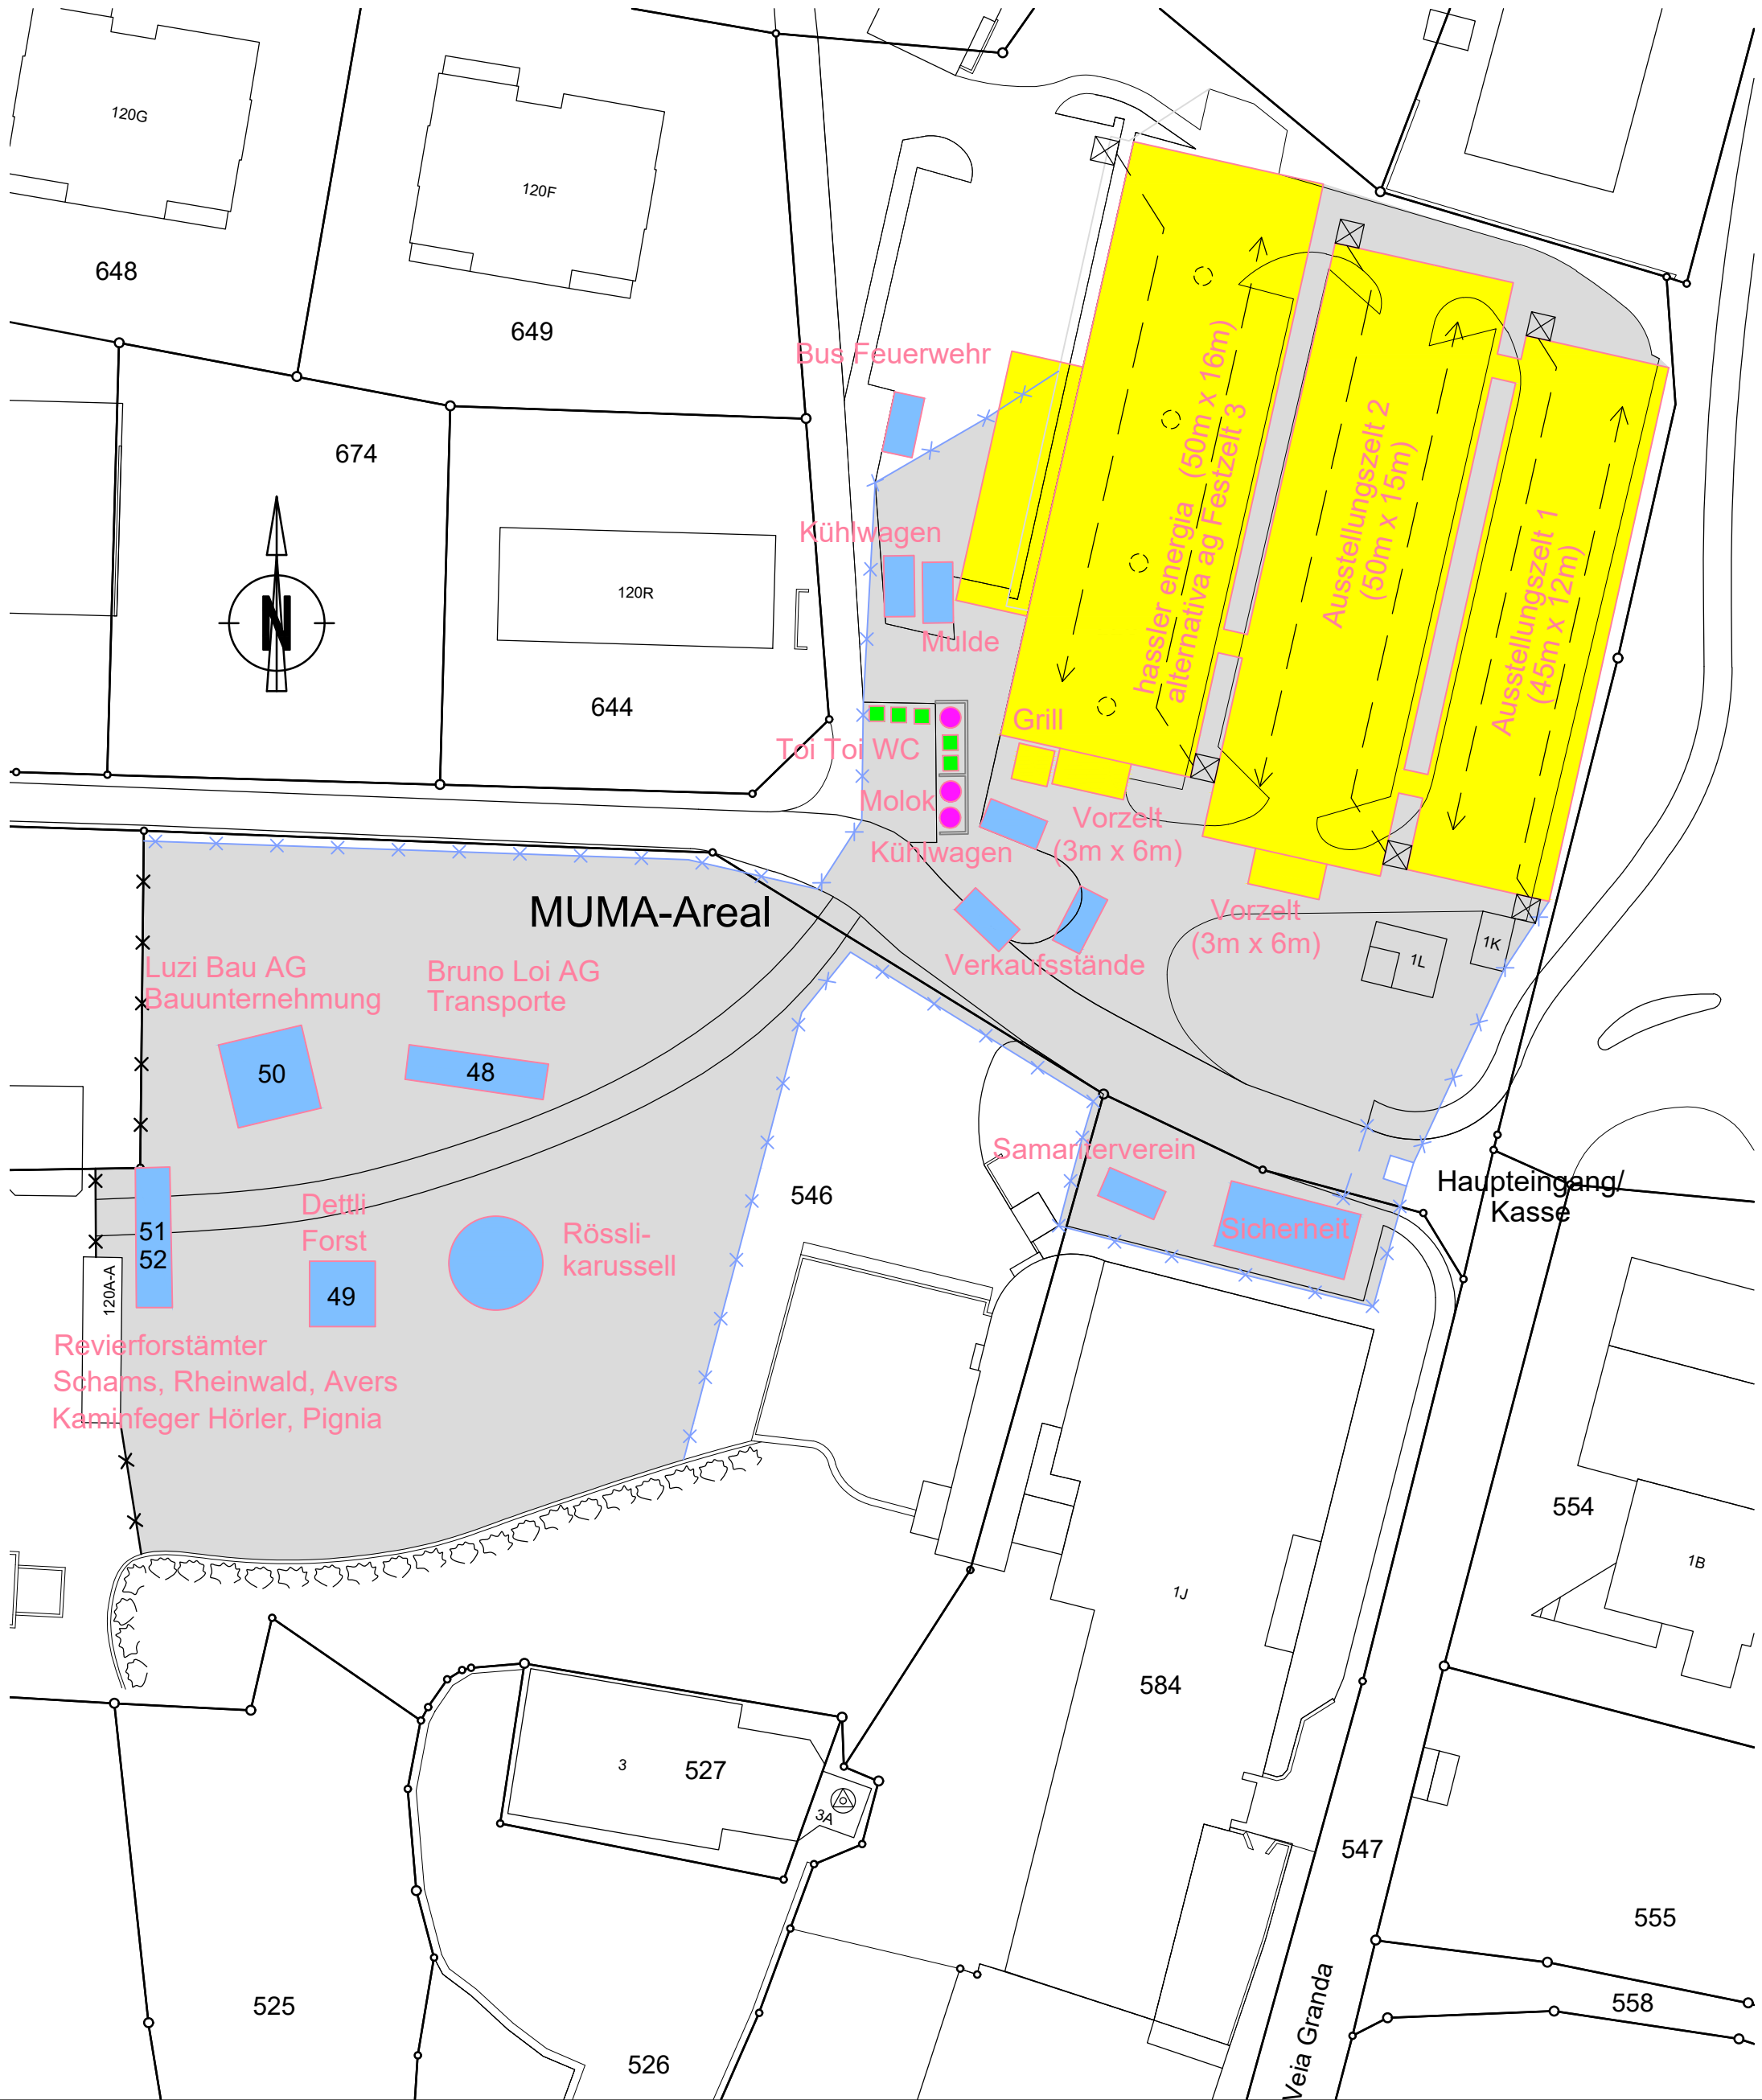 120G
120F
648
649
Bus Feuerwehr
674
hassler energia (50m x 16m)
alternativa ag Festzelt 3
Ausstellungszelt 2
(50m x 15m)
Ausstellungszelt 1
(45m x 12m)
Kühlwagen
N
120R
Mulde
644
Grill
Toi Toi WC
Molok
Vorzelt
(3m x 6m)
Kühlwagen
MUMA-Areal
Vorzelt
(3m x 6m)
1K
1L
Verkaufsstände
Luzi Bau AG
Bauunternehmung
Bruno Loi AG
Transporte
50
48
Samariterverein
546
Haupteingang/
Kasse
Sicherheit
51
52
Dettli
Forst
Rössli-
karussell
120A-A
49
Revierforstämter
Schams, Rheinwald, Avers
Kaminfeger Hörler, Pignia
554
1B
1J
584
3
527
3A
547
555
525
558
526
Veia Granda